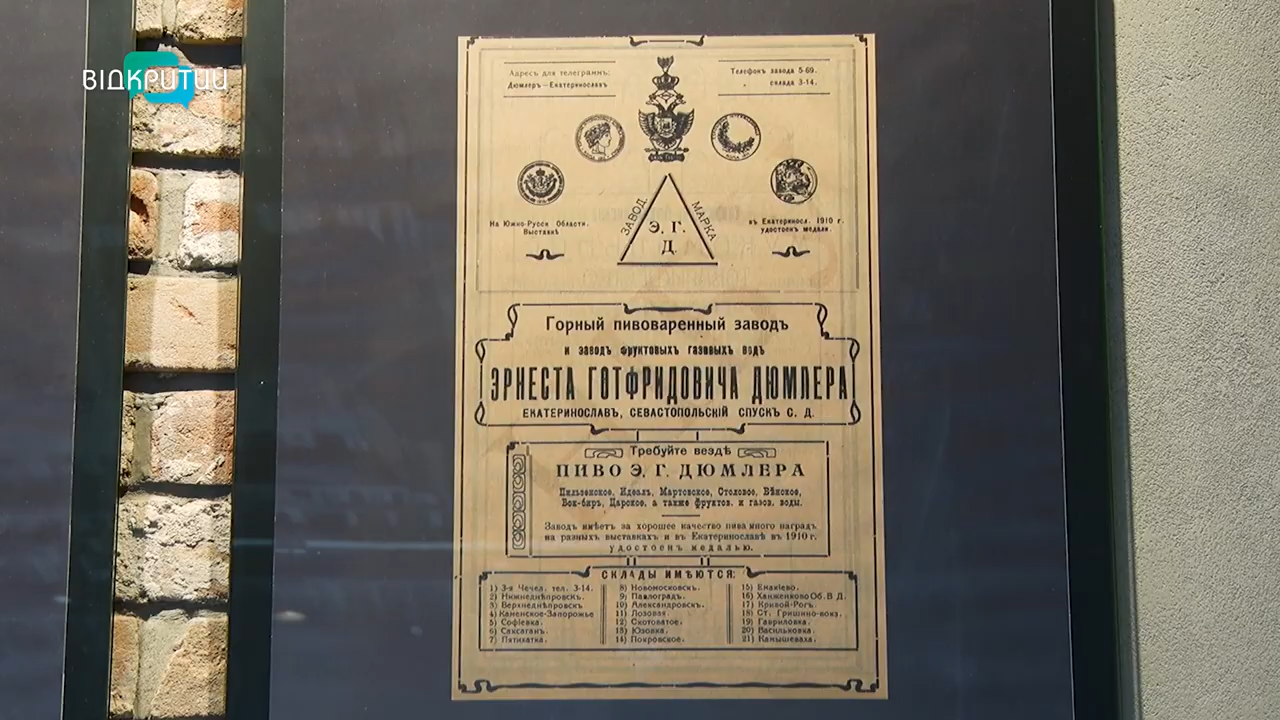 ВІДКРИТИЙ
Адресъ для телеграммъ:
Дюмлеръ—Екатеринославъ
Телефонъ завода 5-69.
склада 3-14.
ЗАВОД. МАРКА
Э. Г.
Д.
На Южно-Русск Области.
Выставкѣ
въ Екатеринос. 1910 г.
удостоен медали.
Горный пивоваренный заводъ
и заводъ фруктовыхъ газовыхъ водъ
ЭРНЕСТА ГОТФРИДОВИЧА ДЮМЛЕРА
ЕКАТЕРИНОСЛАВЪ, СЕВАСТОПОЛЬСКІЙ СПУСКЪ С. Д.
Требуйте вездѣ
ПИВО Э. Г. ДЮМЛЕРА
Пильзенское, Идеалъ, Мартовское, Столовое, Вѣнское,
Бок-биръ, Царское, а также фруктов. и газов. воды.
Заводъ имѣетъ за хорошее качество пива много наградъ
на разныхъ выставкахъ и въ Екатеринославѣ въ 1910 г.
удостоенъ медалью.
СКЛАДЫ ИМѢЮТСЯ:
1) 3-я Чечел. тел. 3-14.
2) Нижнеднѣпровскъ.
3) Верхнеднѣпровскъ
4) Каменское-Запорожье
5) Софіевка.
6) Саксагань.
7) Пятихатка.
8) Новомосковскъ.
9) Павлоградъ.
10) Александровскъ.
11) Лозовая.
12) Скотоватое.
13) Юзовка.
14) Покровское.
15) Енакіево.
16) Ханженково Об. В Д.
17) Кривой-Рогъ.
18) Ст. Гришино-вокз.
19) Гавриловка.
20) Васильковка.
21) Камышеваха.